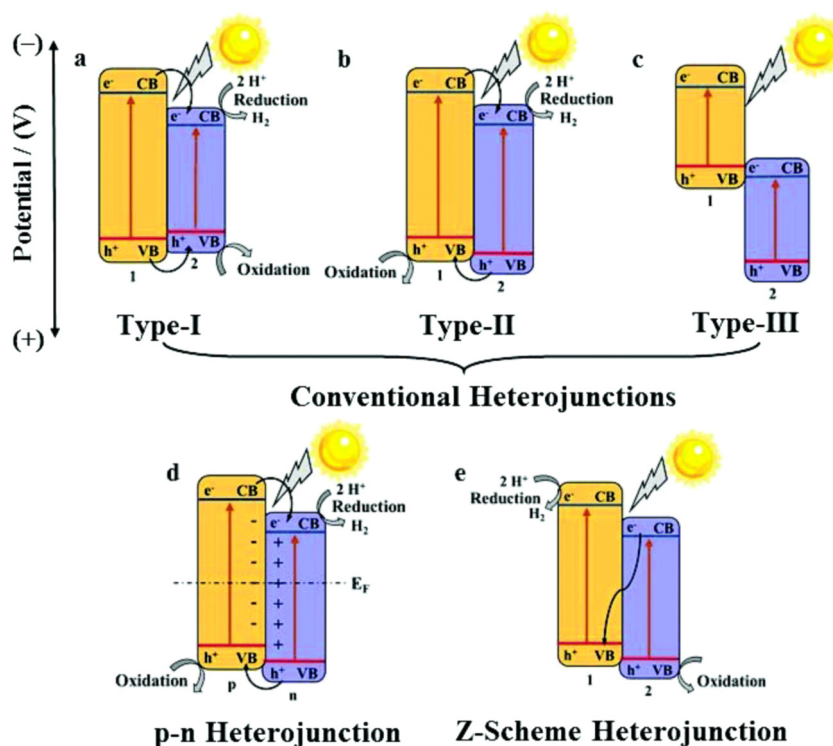 (–)
Potential / (V)
(+)
a
e⁻ CB
h⁺ VB
1
e⁻ CB
h⁺ VB
2
2 H⁺
Reduction
H₂
Oxidation
Type-I
b
e⁻ CB
h⁺ VB
1
e⁻ CB
h⁺ VB
2
2 H⁺
Reduction
H₂
Oxidation
Type-II
c
e⁻ CB
h⁺ VB
1
e⁻ CB
h⁺ VB
2
Type-III
Conventional Heterojunctions
d
e⁻ CB
h⁺ VB
p
- - - - - -
e⁻ CB
+ + + + + +
h⁺ VB
n
2 H⁺
Reduction
H₂
E_F
Oxidation
p-n Heterojunction
e
2 H⁺
Reduction
H₂
e⁻ CB
h⁺ VB
1
e⁻ CB
h⁺ VB
2
Oxidation
Z-Scheme Heterojunction